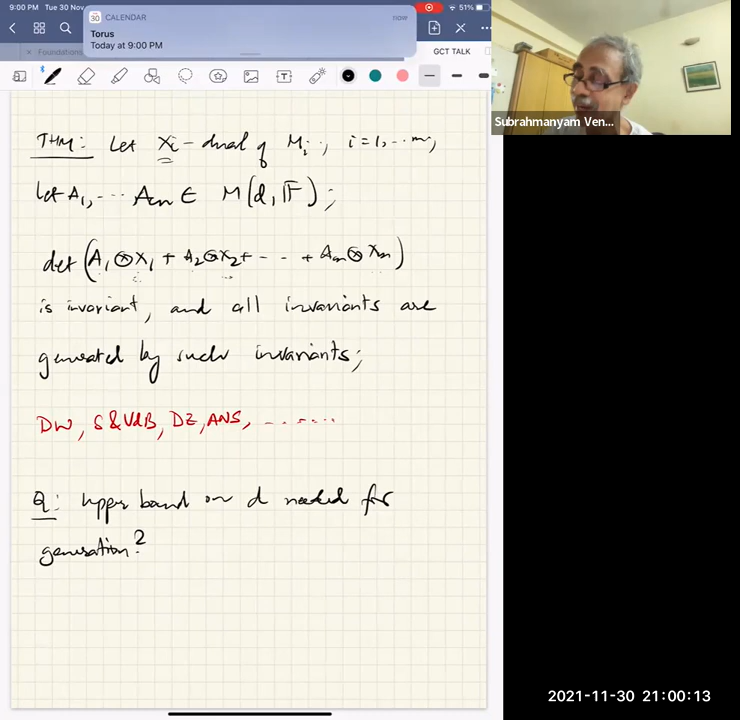 9:00 PM Tue 30 Nov
51%
CALENDAR
now
30
Torus
Today at 9:00 PM
Foundations
GCT TALK
Subrahmanyam Ven...
THM: Let Xi - dual of Mi, i=1,...m,
let A1, ... Am ∈ M(d, F);
det (A1 ⊗ X1 + A2 ⊗ X2 + - - - + Am ⊗ Xm)
is invariant, and all invariants are
generated by such invariants;
DW, S&VdB, DZ, ANS, ......
Q: Upper bound on d needed for
generation?
2021-11-30 21:00:13